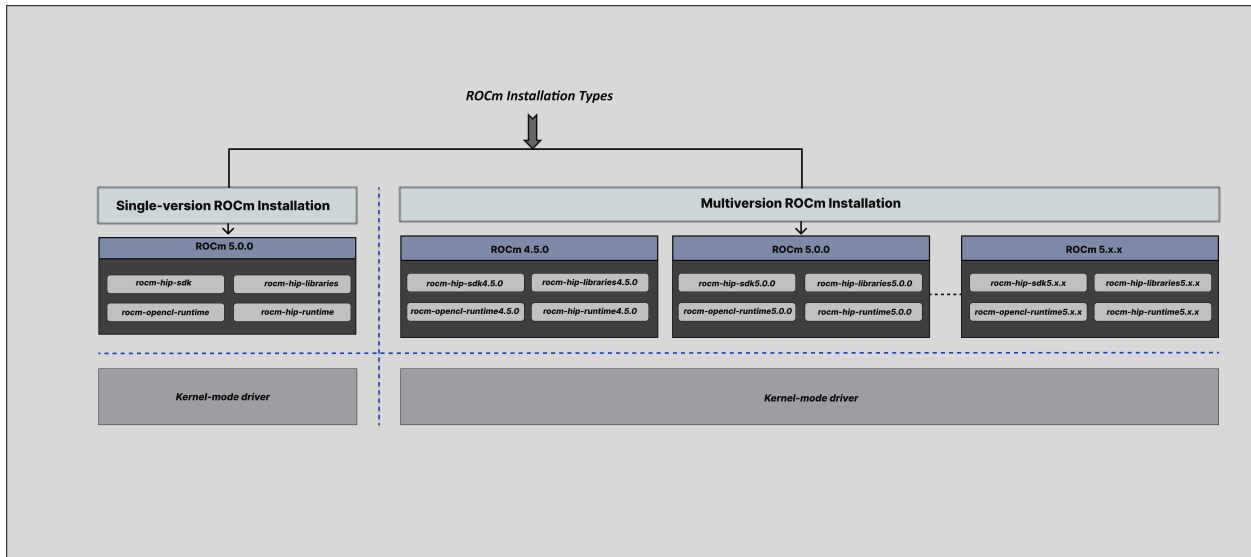 ROCm Installation Types
Single-version ROCm Installation
Multiversion ROCm Installation
ROCm 5.0.0
rocm-hip-sdk
rocm-hip-libraries
rocm-opencl-runtime
rocm-hip-runtime
ROCm 4.5.0
rocm-hip-sdk4.5.0
rocm-hip-libraries4.5.0
rocm-opencl-runtime4.5.0
rocm-hip-runtime4.5.0
ROCm 5.0.0
rocm-hip-sdk5.0.0
rocm-hip-libraries5.0.0
rocm-opencl-runtime5.0.0
rocm-hip-runtime5.0.0
ROCm 5.x.x
rocm-hip-sdk5.x.x
rocm-hip-libraries5.x.x
rocm-opencl-runtime5.x.x
rocm-hip-runtime5.x.x
Kernel-mode driver
Kernel-mode driver